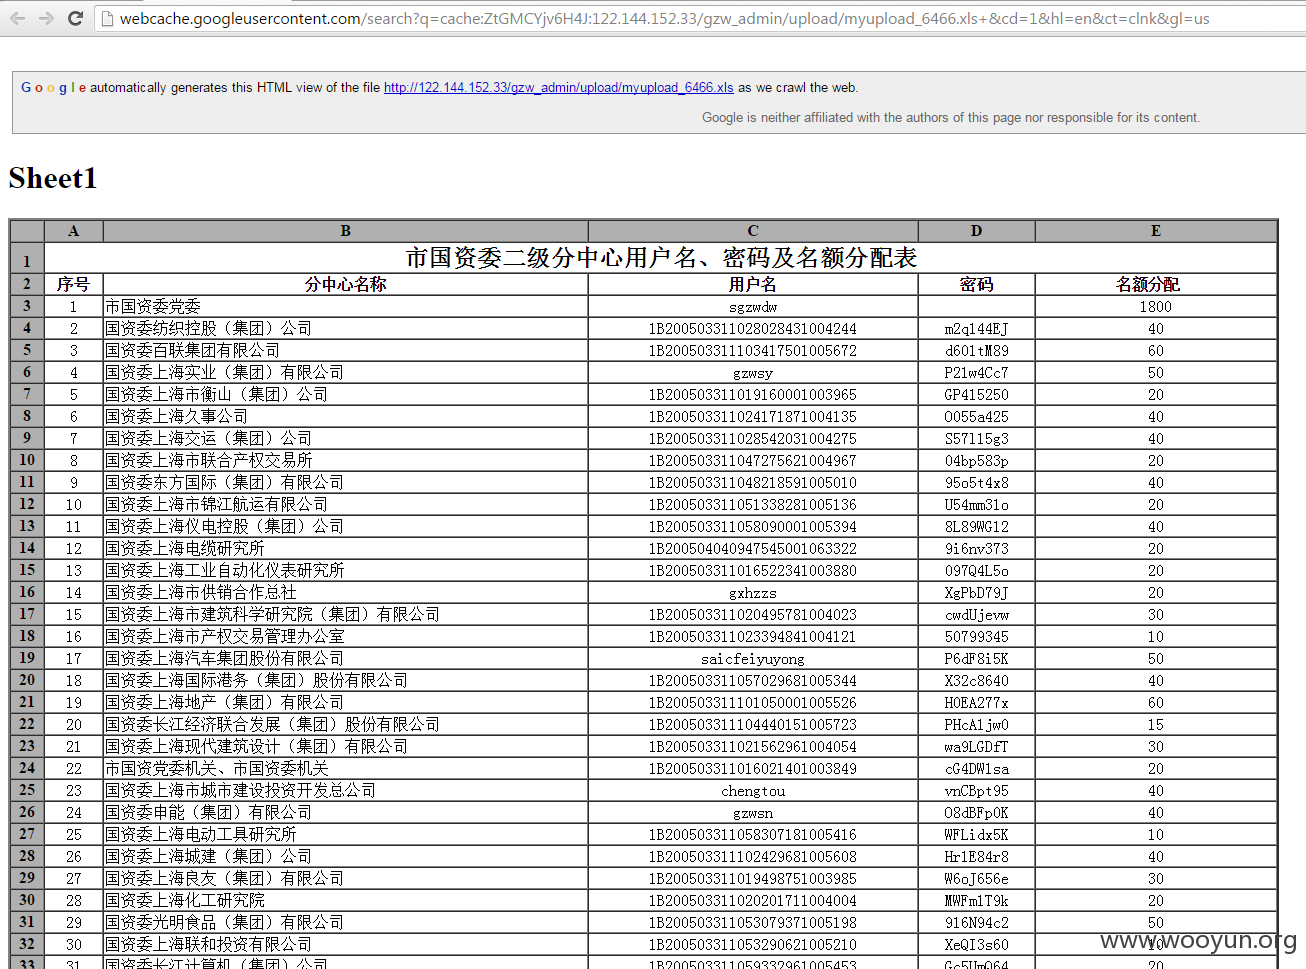 webcache.googleusercontent.com/search?q=cache:ZtGMCYjv6H4J:122.144.152.33/gzw_admin/upload/myupload_6466.xls+&cd=1&hl=en&ct=clnk&gl=us
Google automatically generates this HTML view of the file http://122.144.152.33/gzw_admin/upload/myupload_6466.xls as we crawl the web.
Google is neither affiliated with the authors of this page nor responsible for its content.
Sheet1
A B C D E
1 市国资委二级分中心用户名、密码及名额分配表
2 序号 分中心名称 用户名 密码 名额分配
3 1 市国资委党委 sgzwdw 1800
4 2 国资委纺织控股（集团）公司 1B200503311028028431004244 m2q144EJ 40
5 3 国资委百联集团有限公司 1B200503311103417501005672 d601tM89 60
6 4 国资委上海实业（集团）有限公司 gzwsy P21w4Cc7 50
7 5 国资委上海市衡山（集团）公司 1B200503311019160001003965 GP415250 20
8 6 国资委上海久事公司 1B200503311024171871004135 O055a425 40
9 7 国资委上海交运（集团）公司 1B200503311028542031004275 S57l15g3 40
10 8 国资委上海市联合产权交易所 1B200503311047275621004967 04bp583p 20
11 9 国资委东方国际（集团）有限公司 1B200503311048218591005010 95o5t4x8 40
12 10 国资委上海市锦江航运有限公司 1B200503311051338281005136 U54mm31o 20
13 11 国资委上海仪电控股（集团）公司 1B200503311058090001005394 8L89WG12 40
14 12 国资委上海电缆研究所 1B200504040947545001063322 9i6nv373 20
15 13 国资委上海工业自动化仪表研究所 1B200503311016522341003880 097Q4L5o 20
16 14 国资委上海市供销合作总社 gxhzzs XgPbD79J 20
17 15 国资委上海市建筑科学研究院（集团）有限公司 1B200503311020495781004023 cwdUjevw 30
18 16 国资委上海市产权交易管理办公室 1B200503311023394841004121 50799345 10
19 17 国资委上海汽车集团股份有限公司 saicfeiyuyong P6dF8i5K 50
20 18 国资委上海国际港务（集团）股份有限公司 1B200503311057029681005344 X32c8640 40
21 19 国资委上海地产（集团）有限公司 1B200503311101050001005526 H0EA277x 60
22 20 国资委长江经济联合发展（集团）股份有限公司 1B200503311104440151005723 PHcA1jw0 15
23 21 国资委上海现代建筑设计（集团）有限公司 1B200503311021562961004054 wa9LGDfT 30
24 22 市国资党委机关、市国资委机关 1B200503311016021401003849 cG4DW1sa 20
25 23 国资委上海市城市建设投资开发总公司 chengtou vnCBpt95 40
26 24 国资委申能（集团）有限公司 gzwsn O8dBFp0K 40
27 25 国资委上海电动工具研究所 1B200503311058307181005416 WFLidx5K 10
28 26 国资委上海城建（集团）公司 1B200503311102429681005608 Hr1E84r8 40
29 27 国资委上海良友（集团）有限公司 1B200503311019498751003985 W6oJ656e 30
30 28 国资委上海化工研究院 1B200503311020201711004004 MWFm1T9k 20
31 29 国资委光明食品（集团）有限公司 1B200503311053079371005198 916N94c2 50
32 30 国资委上海联和投资有限公司 1B200503311053290621005210 XeQI3s60 10
33 31 国资委长江计算机（集团）公司 1B200503311059332971005453 Gc5UmQ64 20
www.wooyun.org